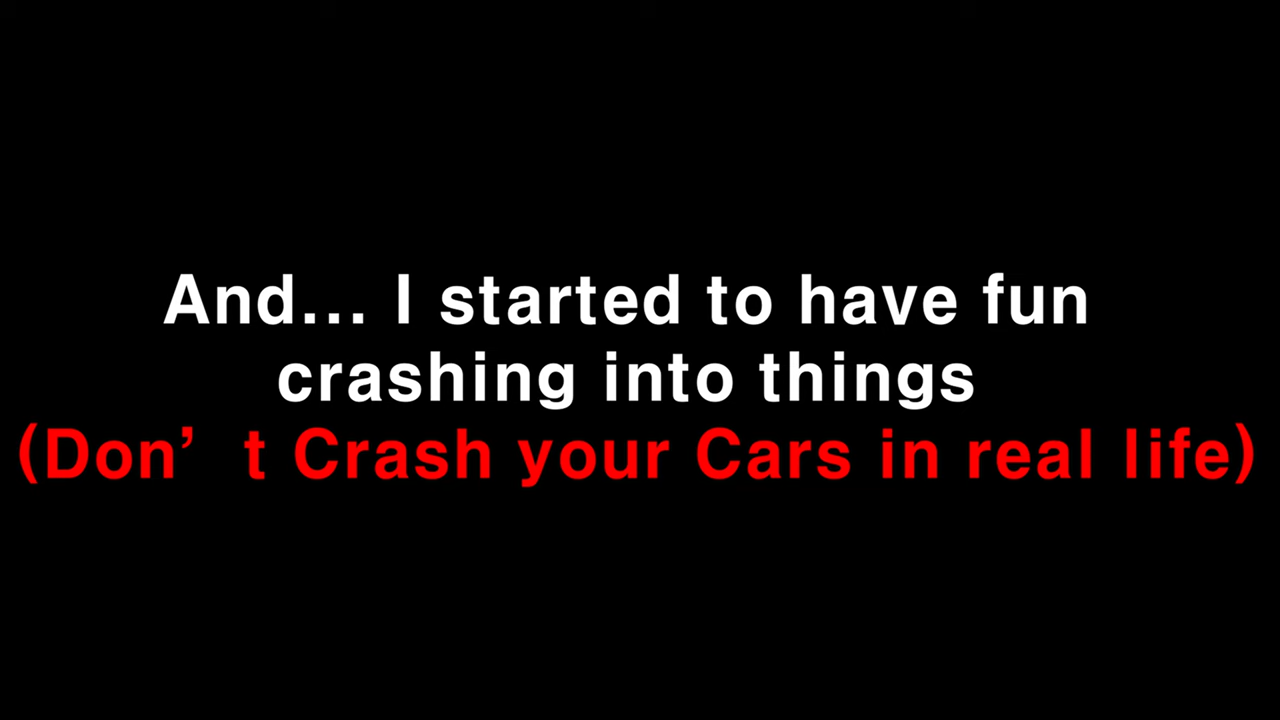 And... I started to have fun
crashing into things
(Don’t Crash your Cars in real life)